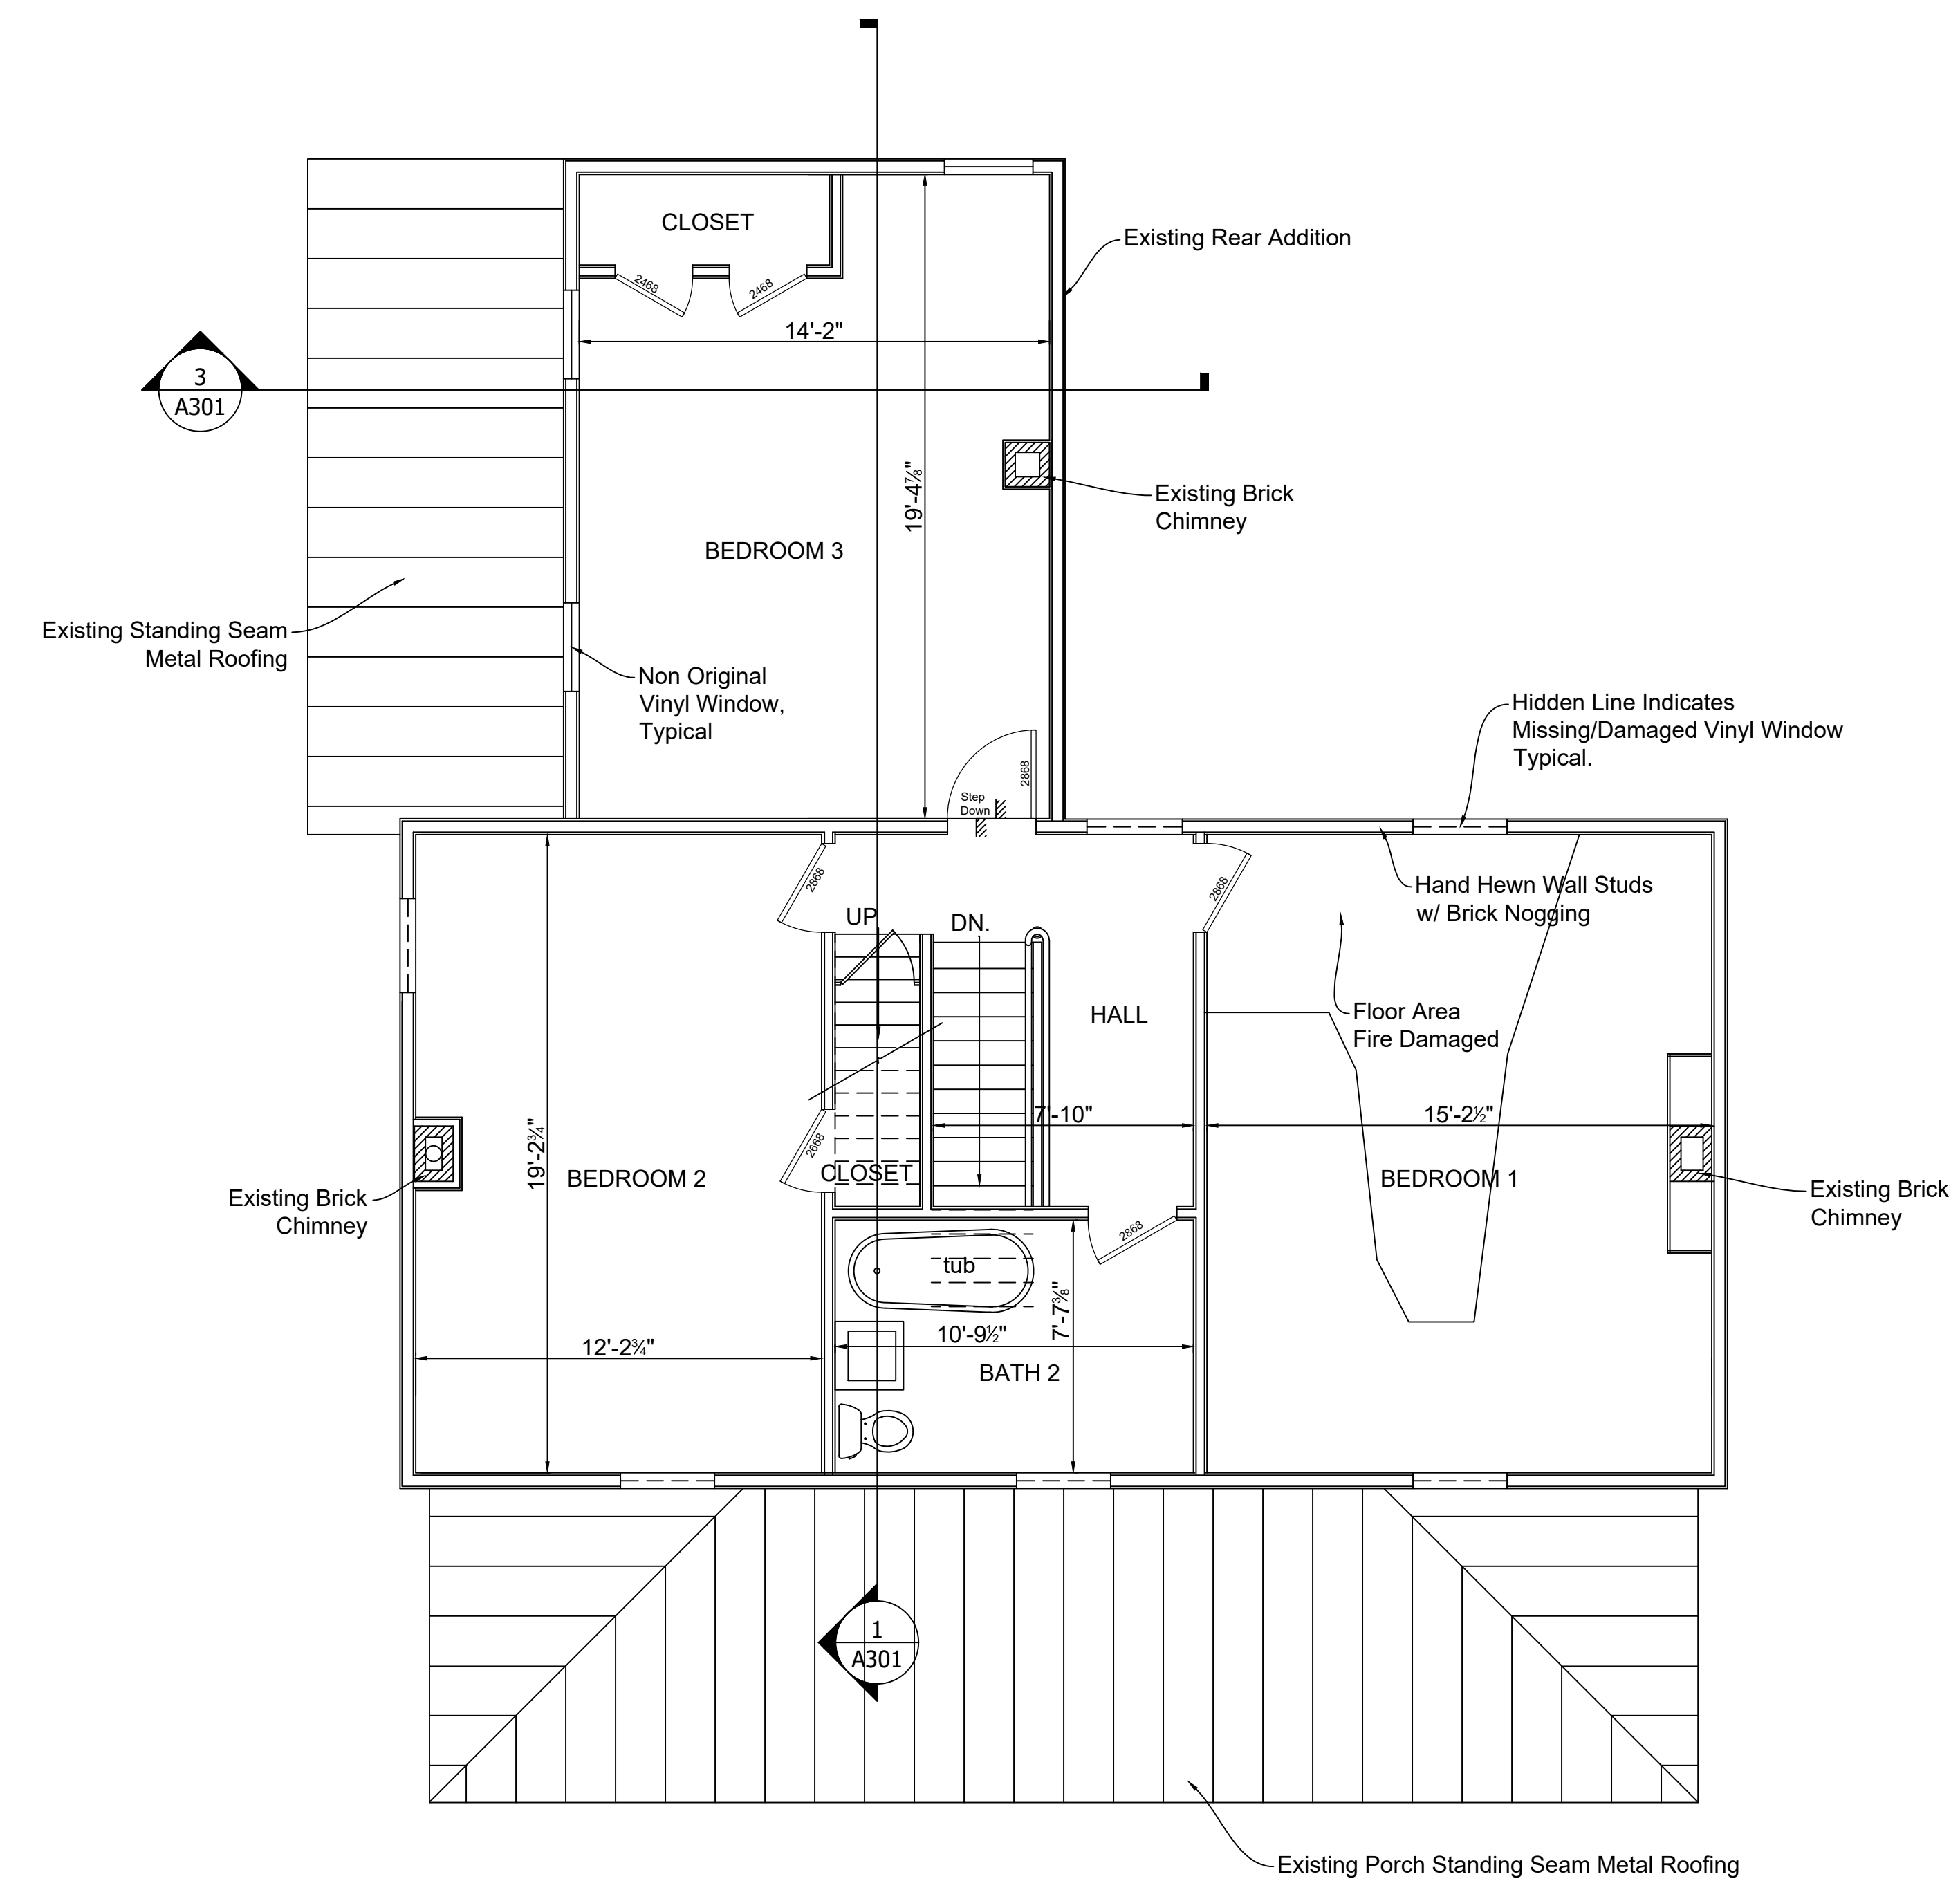 CLOSET
Existing Rear Addition
2468
2468
14'-2"
3
A301
19'-4⅞"
Existing Brick
Chimney
BEDROOM 3
Existing Standing Seam
Metal Roofing
Non Original
Vinyl Window,
Typical
Hidden Line Indicates
Missing/Damaged Vinyl Window
Typical.
2868
Step
Down
2868
2868
Hand Hewn Wall Studs
w/ Brick Nogging
UP
DN.
HALL
Floor Area
Fire Damaged
7'-10"
15'-2½"
19'-2¾"
2668
CLOSET
BEDROOM 2
BEDROOM 1
Existing Brick
Chimney
Existing Brick
Chimney
2868
tub
7'-7⅜"
10'-9½"
12'-2¾"
BATH 2
1
A301
Existing Porch Standing Seam Metal Roofing